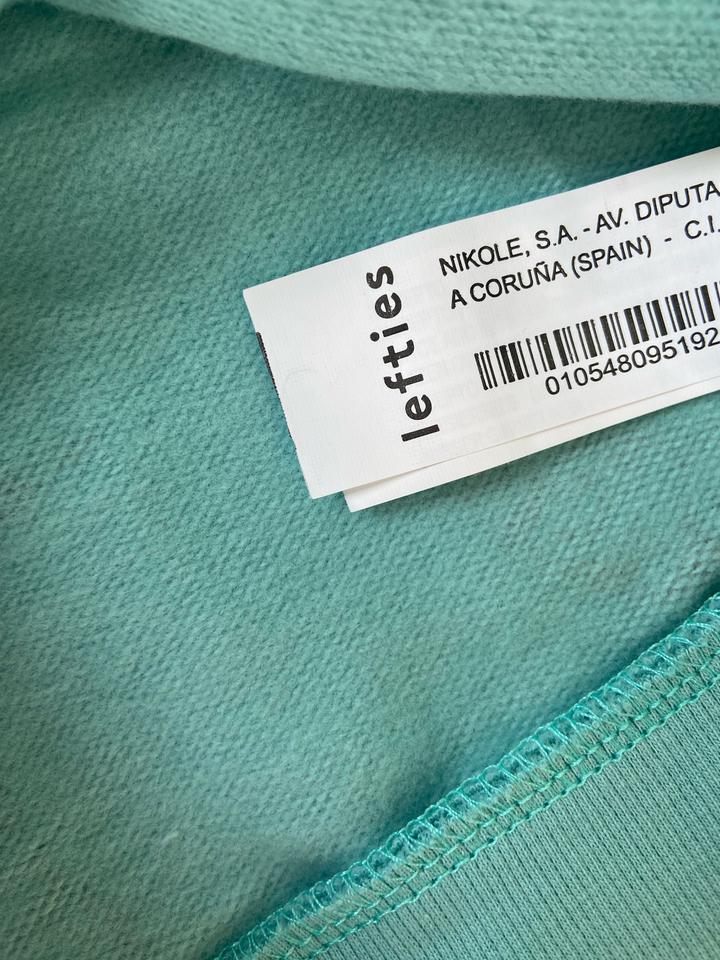 lefties
NIKOLE, S.A. - AV. DIPUTA
A CORUÑA (SPAIN) - C.I.
010548095192